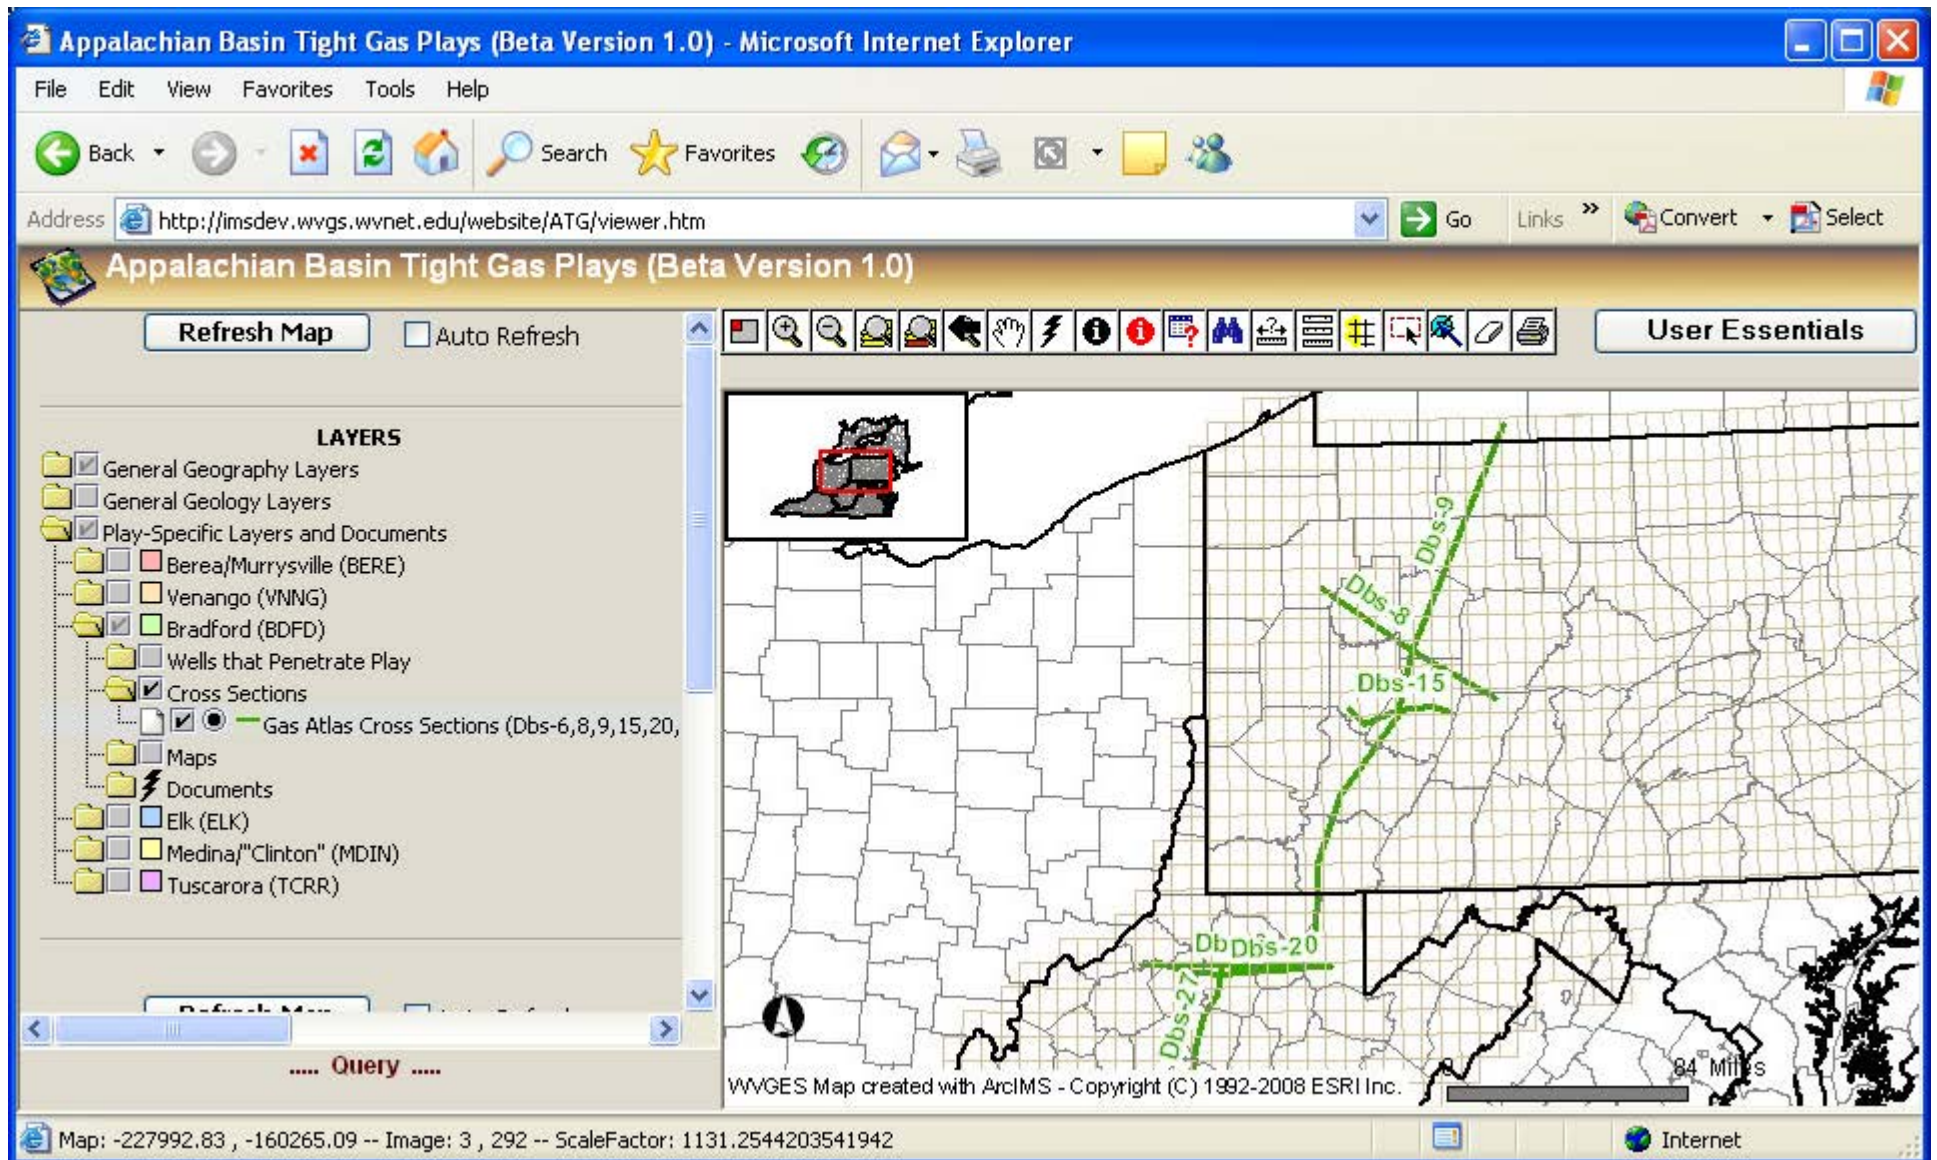 Appalachian Basin Tight Gas Plays (Beta Version 1.0) - Microsoft Internet Explorer
File Edit View Favorites Tools Help
Back Search Favorites
Address http://imsdev.wvgs.wvnet.edu/website/ATG/viewer.htm Go Links » Convert Select
Appalachian Basin Tight Gas Plays (Beta Version 1.0)
Refresh Map Auto Refresh User Essentials
LAYERS
General Geography Layers
General Geology Layers
Play-Specific Layers and Documents
Berea/Murrysville (BERE)
Venango (VNNG)
Bradford (BDFD)
Wells that Penetrate Play
Cross Sections
Gas Atlas Cross Sections (Dbs-6,8,9,15,20,
Maps
Documents
Elk (ELK)
Medina/"Clinton" (MDIN)
Tuscarora (TCRR)
Refresh Map Auto Refresh
..... Query .....
Dbs-9
Dbs-8
Dbs-15
Db Dbs-20
Dbs-27
0 84 Miles
WVGES Map created with ArcIMS - Copyright (C) 1992-2008 ESRI Inc.
Map: -227992.83 , -160265.09 -- Image: 3 , 292 -- ScaleFactor: 1131.2544203541942
Internet